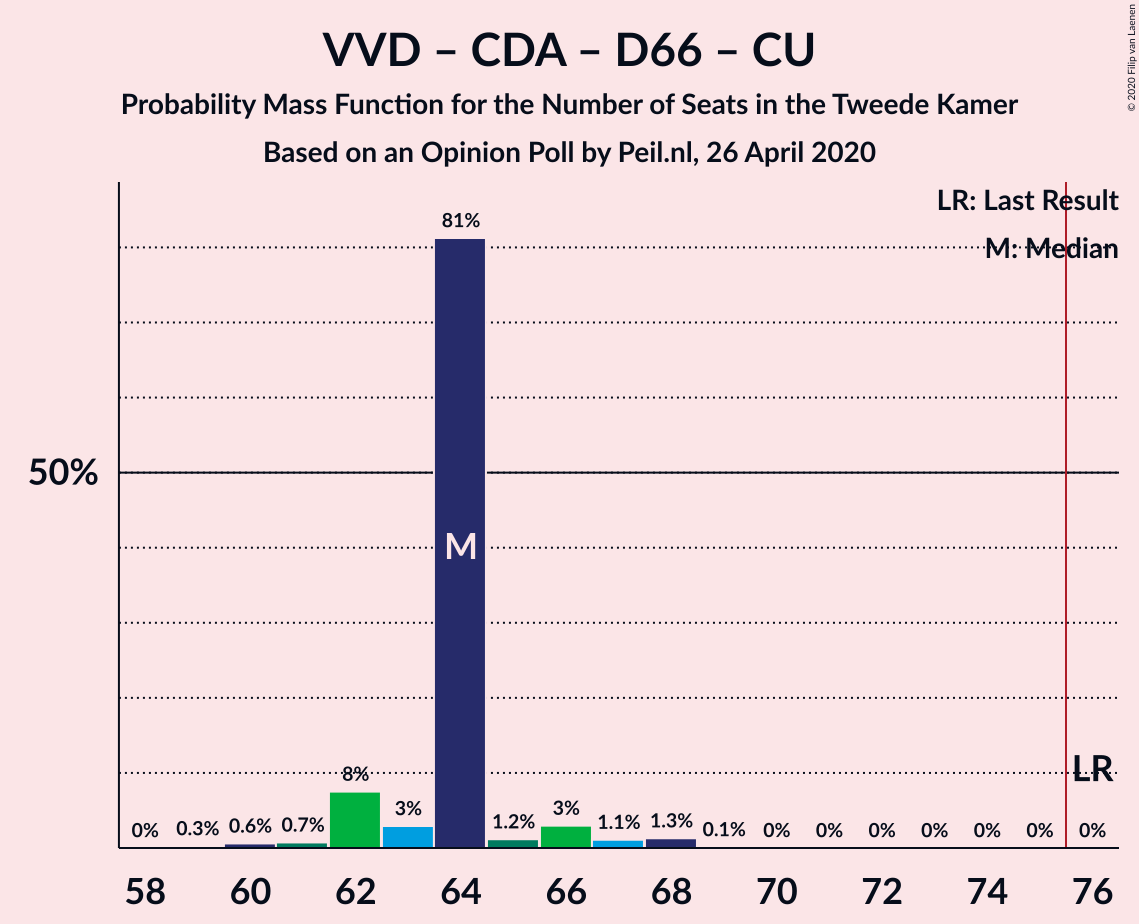 VVD – CDA – D66 – CU
Probability Mass Function for the Number of Seats in the Tweede Kamer
Based on an Opinion Poll by Peil.nl, 26 April 2020
© 2020 Filip van Laenen
LR: Last Result
M: Median
50%
0%
0.3%
0.6%
0.7%
8%
3%
81%
M
1.2%
3%
1.1%
1.3%
0.1%
0%
0%
0%
0%
0%
0%
0%
LR
58 60 62 64 66 68 70 72 74 76